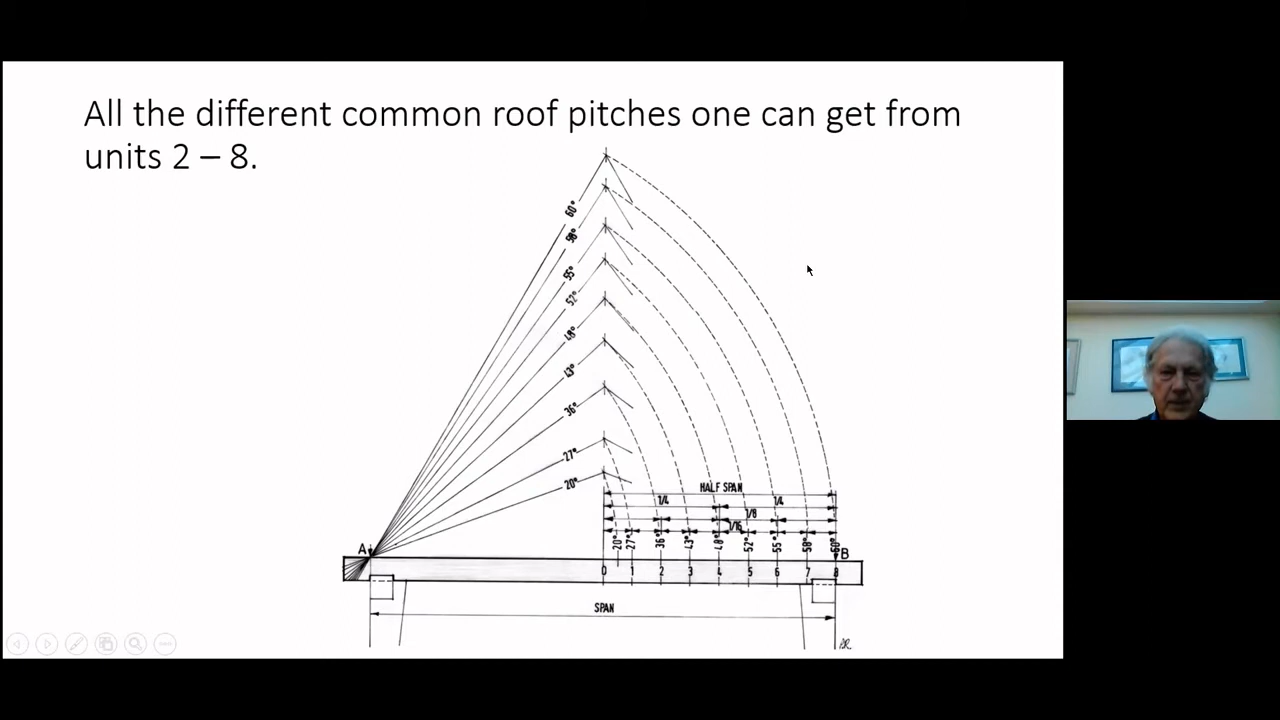 All the different common roof pitches one can get from
units 2 – 8.
60°
58°
55°
52°
48°
43°
36°
27°
20°
HALF SPAN
1/4 1/4
1/8
1/16
20° 27° 36° 43° 48° 52° 55° 58° 60°
A B
0 1 2 3 4 5 6 7 8
SPAN